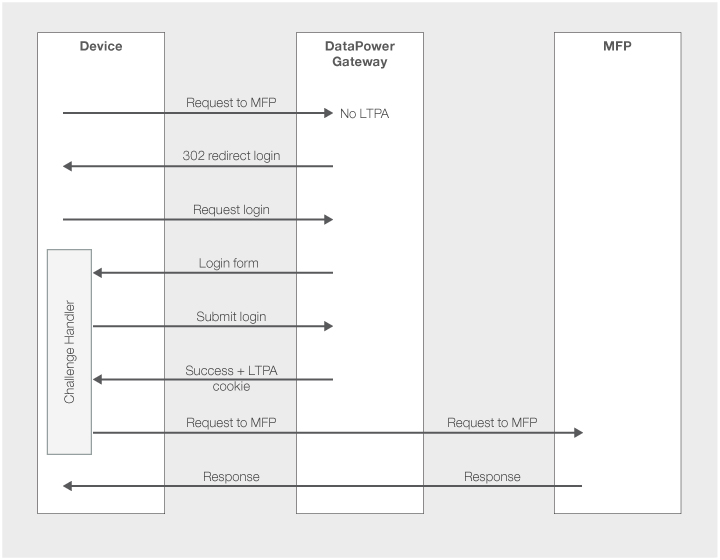 Device
DataPower
Gateway
MFP
Request to MFP
No LTPA
302 redirect login
Request login
Login form
Challenge Handler
Submit login
Success + LTPA
cookie
Request to MFP
Request to MFP
Response
Response